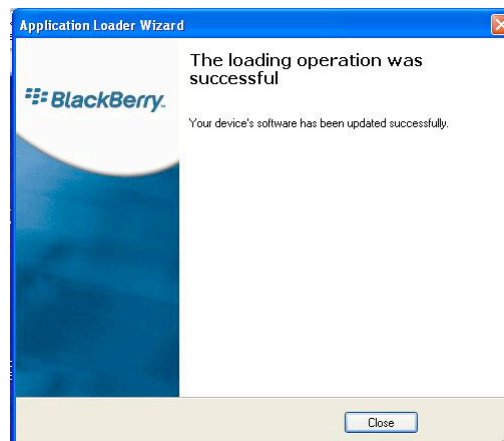 Application Loader Wizard
The loading operation was
successful
BlackBerry.
Your device's software has been updated successfully.
Close